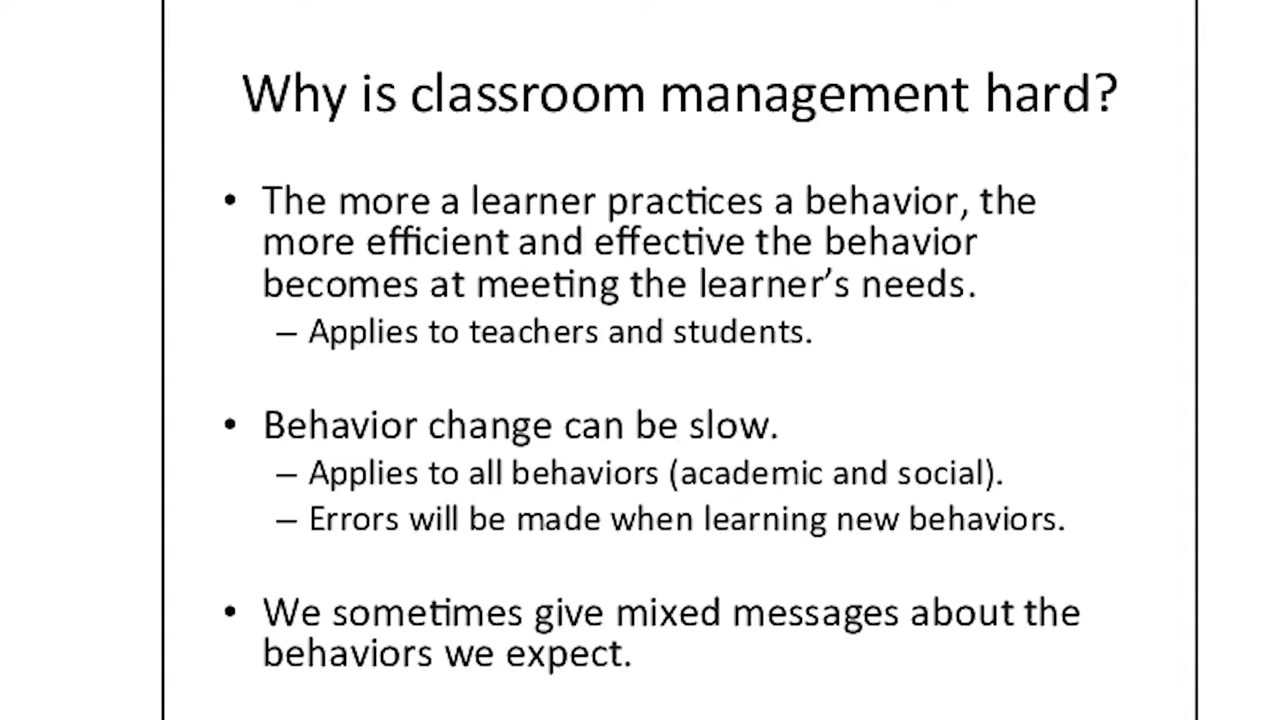 Why is classroom management hard?
• The more a learner practices a behavior, the
more efficient and effective the behavior
becomes at meeting the learner's needs.
– Applies to teachers and students.
• Behavior change can be slow.
– Applies to all behaviors (academic and social).
– Errors will be made when learning new behaviors.
• We sometimes give mixed messages about the
behaviors we expect.